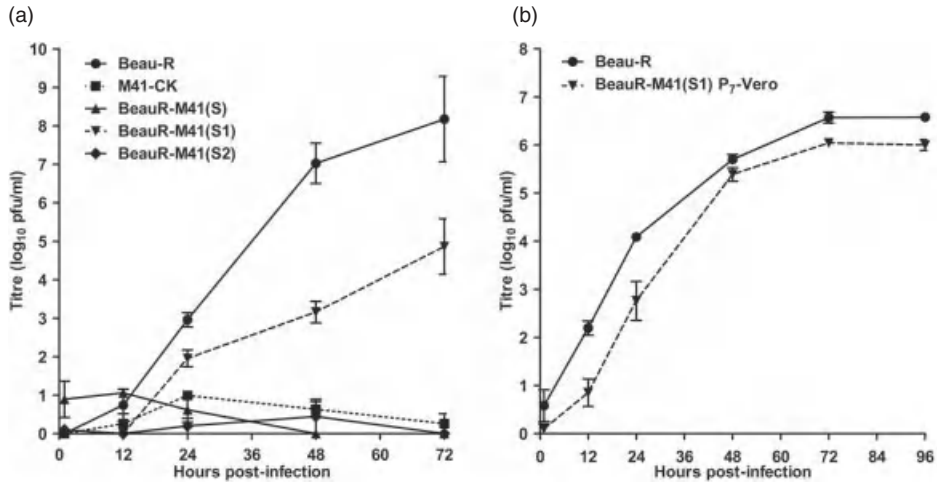 (a)
Titre (log₁₀ pfu/ml)
10
9
8
7
6
5
4
3
2
1
0
Beau-R
M41-CK
BeauR-M41(S)
BeauR-M41(S1)
BeauR-M41(S2)
0 12 24 36 48 60 72
Hours post-infection
(b)
Titre (log₁₀ pfu/ml)
8
7
6
5
4
3
2
1
0
Beau-R
BeauR-M41(S1) P₇-Vero
0 12 24 36 48 60 72 84 96
Hours post-infection